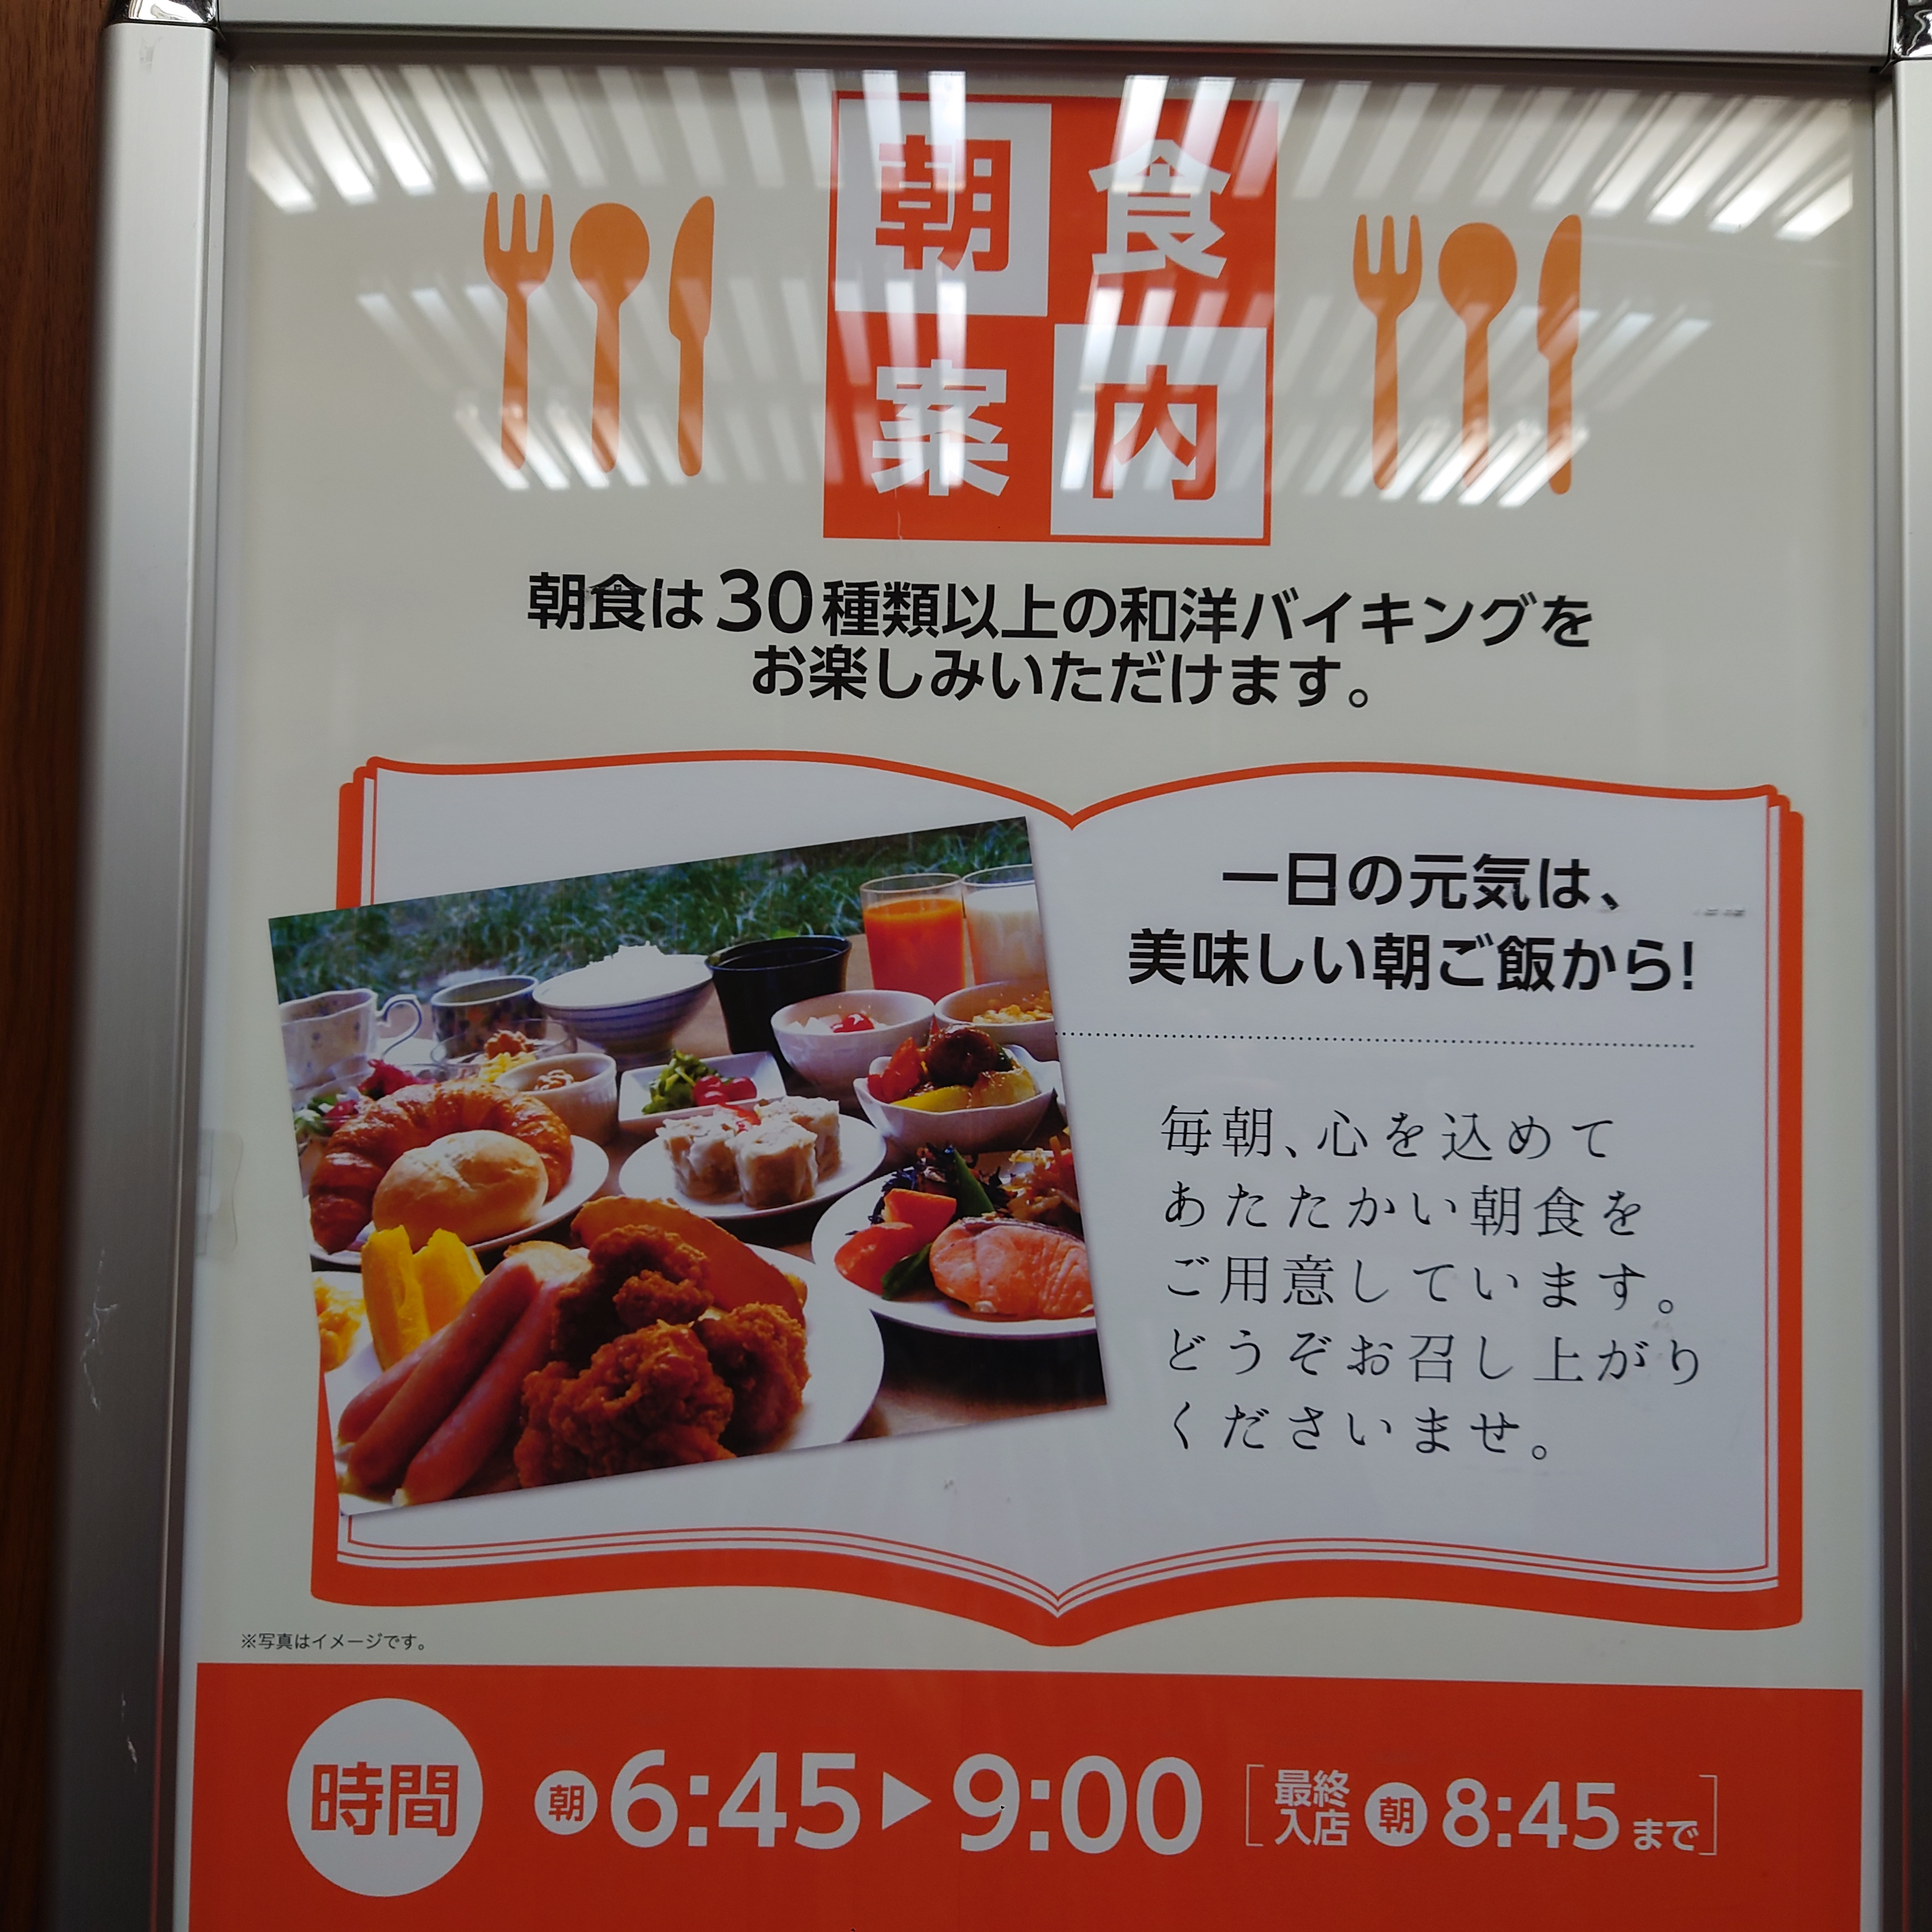 朝食
案内
朝食は30種類以上の和洋バイキングを
お楽しみいただけます。
一日の元気は、
美味しい朝ご飯から!
毎朝、心を込めて
あたたかい朝食を
ご用意しています。
どうぞお召し上がり
くださいませ。
※写真はイメージです。
時間 朝6:45▶9:00 [最終入店 朝8:45まで]